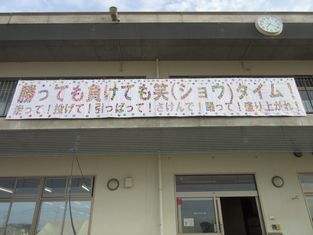 勝っても負けても笑(ショウ)タイム!
走って!投げて!引っぱって!さけんで!踊って!盛り上がれ!